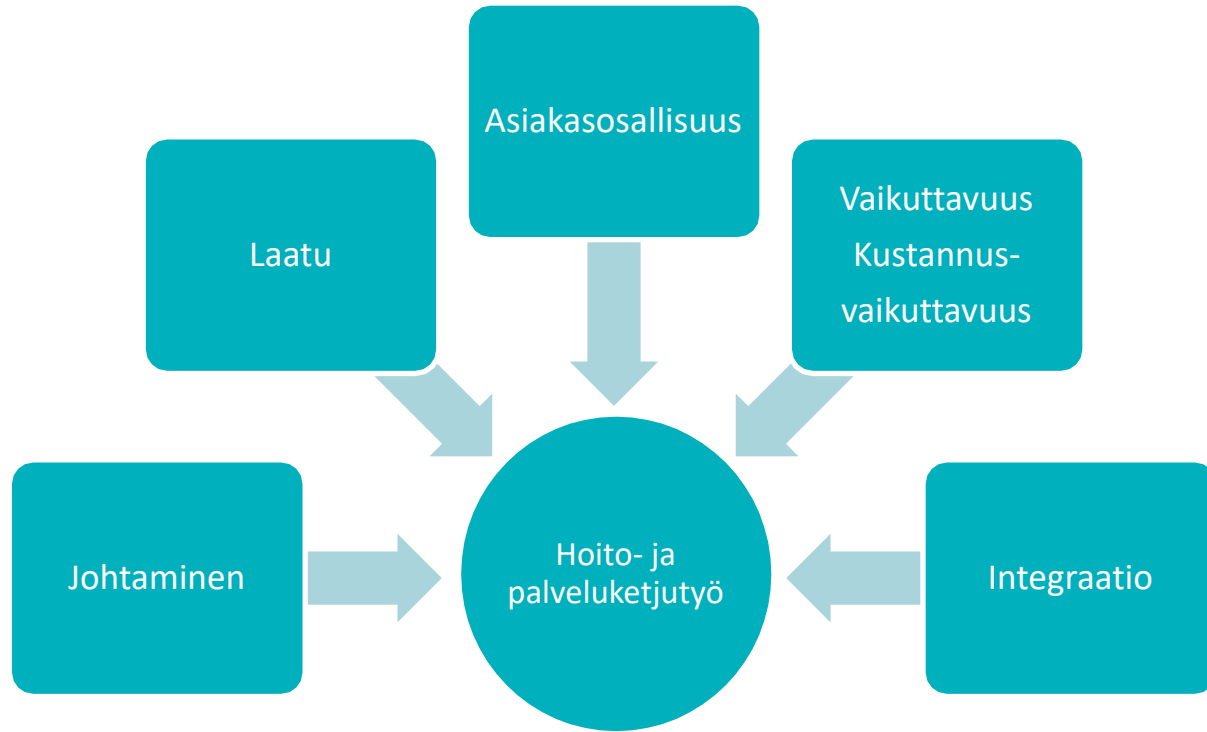 Asiakasosallisuus
Laatu
Vaikuttavuus
Kustannus-
vaikuttavuus
Johtaminen
Hoito- ja
palveluketjutyö
Integraatio